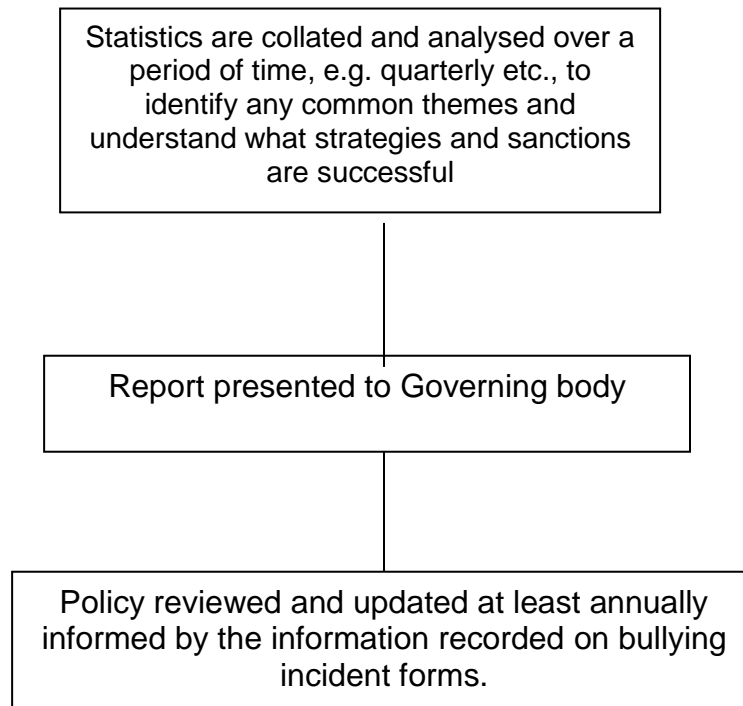 Statistics are collated and analysed over a
period of time, e.g. quarterly etc., to
identify any common themes and
understand what strategies and sanctions
are successful
Report presented to Governing body
Policy reviewed and updated at least annually
informed by the information recorded on bullying
incident forms.